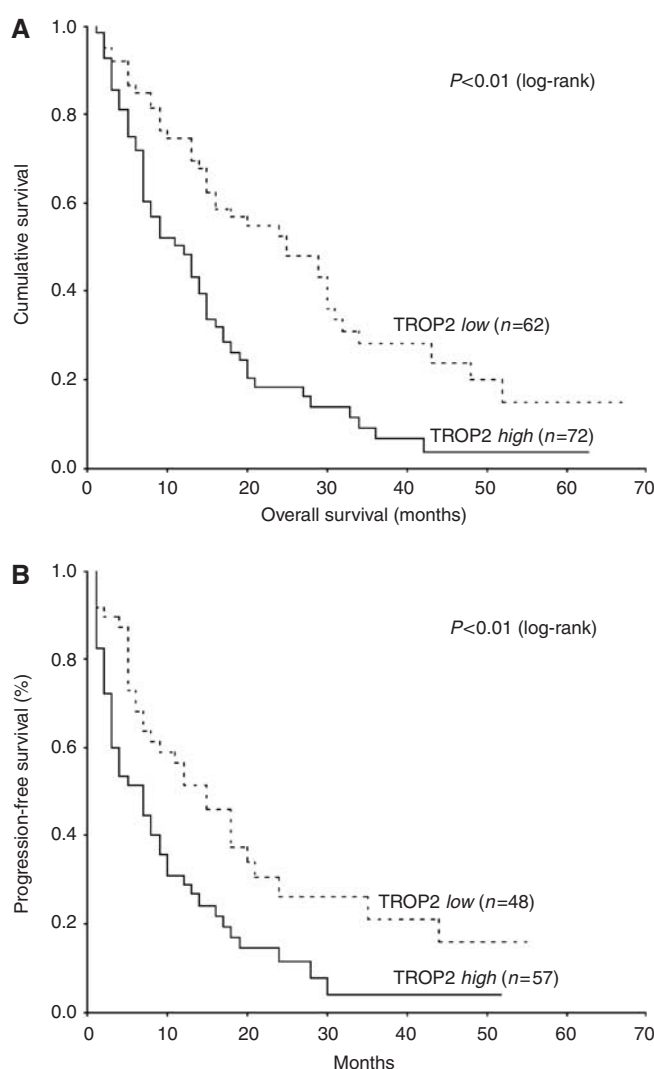 A
1.0
P<0.01 (log-rank)
0.8
0.6
Cumulative survival
0.4
TROP2 low (n=62)
0.2
TROP2 high (n=72)
0.0
0 10 20 30 40 50 60 70
Overall survival (months)
B
1.0
P<0.01 (log-rank)
0.8
Progression-free survival (%)
0.6
0.4
TROP2 low (n=48)
0.2
TROP2 high (n=57)
0.0
0 10 20 30 40 50 60 70
Months